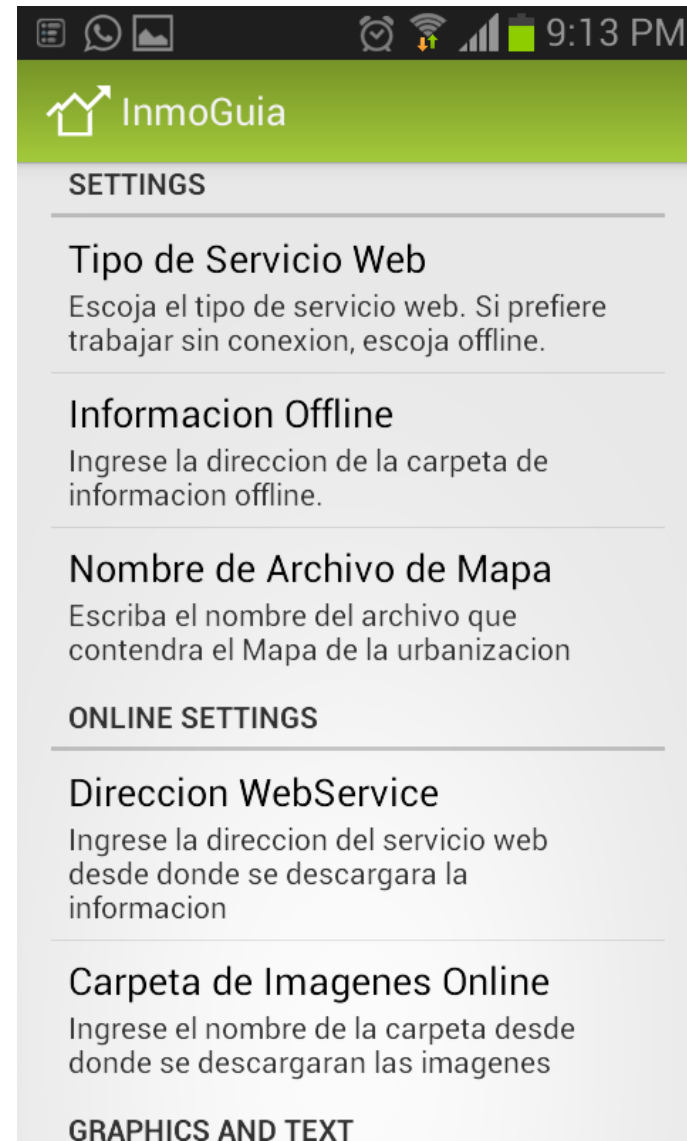 9:13 PM
InmoGuia
SETTINGS
Tipo de Servicio Web
Escoja el tipo de servicio web. Si prefiere
trabajar sin conexion, escoja offline.
Informacion Offline
Ingrese la direccion de la carpeta de
informacion offline.
Nombre de Archivo de Mapa
Escriba el nombre del archivo que
contendra el Mapa de la urbanizacion
ONLINE SETTINGS
Direccion WebService
Ingrese la direccion del servicio web
desde donde se descargara la
informacion
Carpeta de Imagenes Online
Ingrese el nombre de la carpeta desde
donde se descargaran las imagenes
GRAPHICS AND TEXT